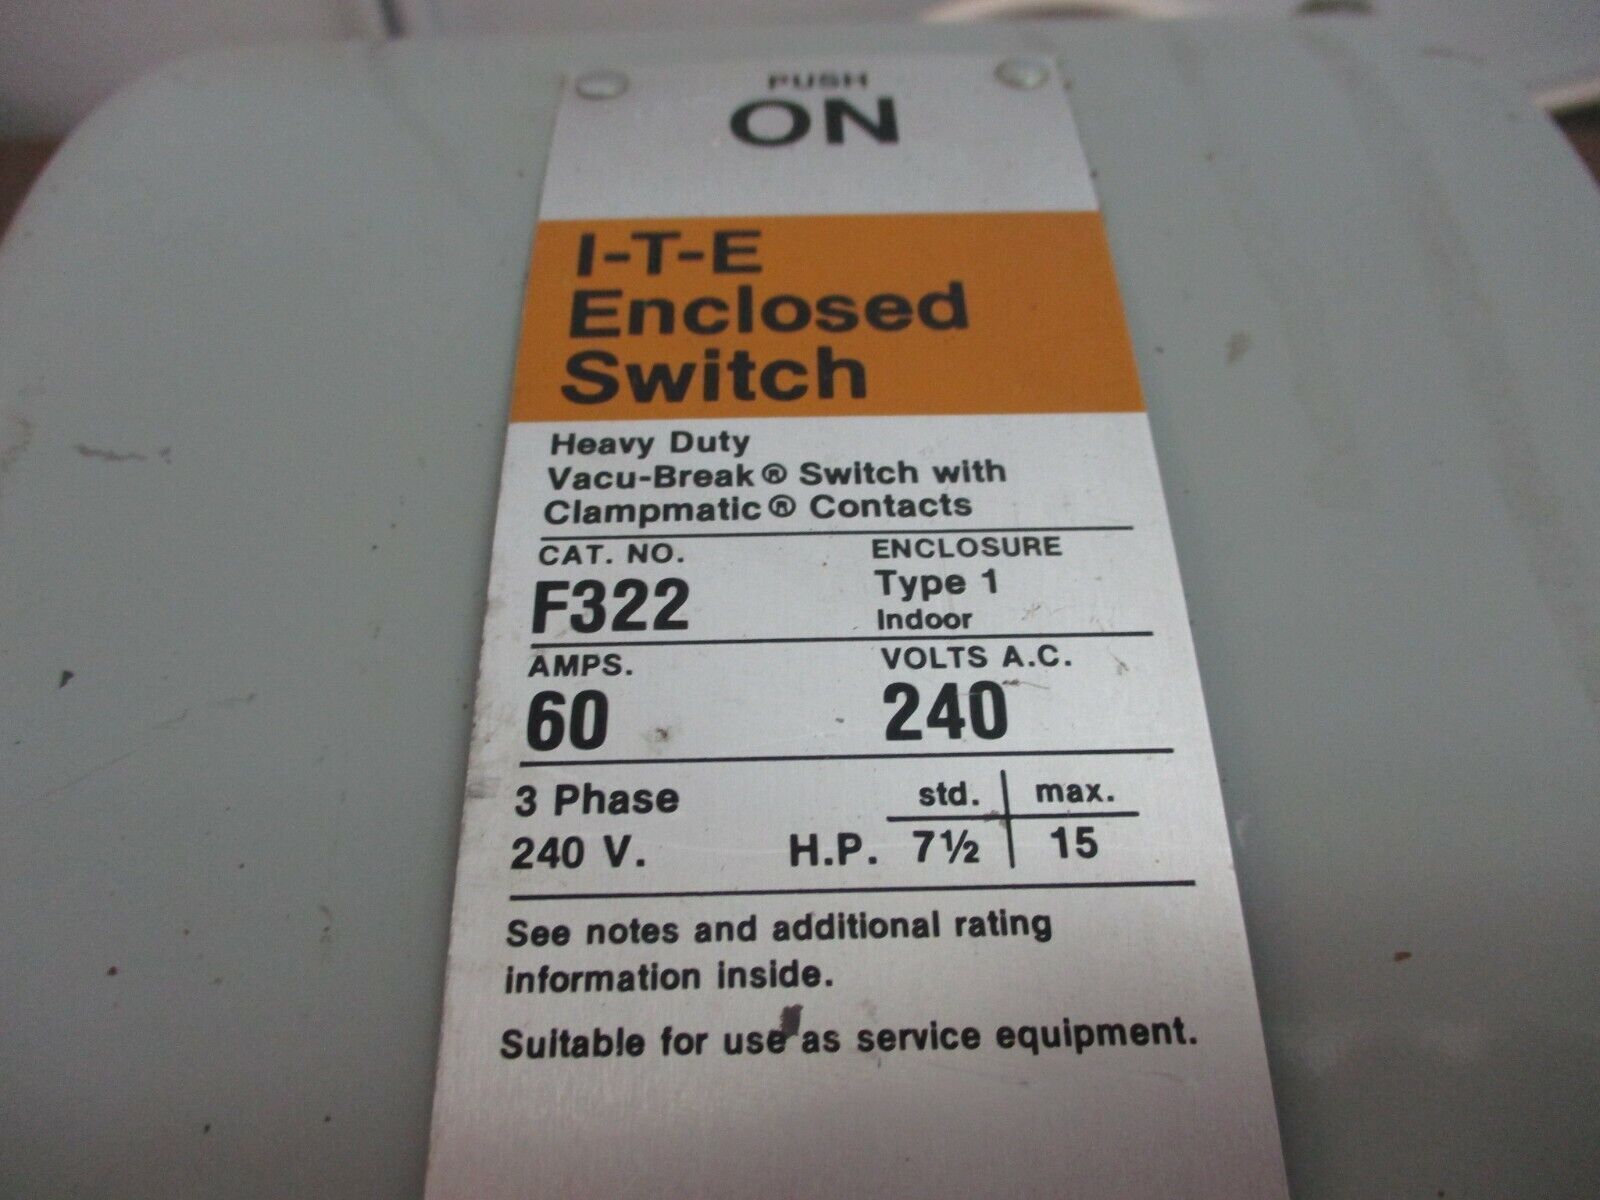 PUSH
ON
I-T-E
Enclosed
Switch
Heavy Duty
Vacu-Break® Switch with
Clampmatic® Contacts
CAT. NO. ENCLOSURE
F322 Type 1
Indoor
AMPS. VOLTS A.C.
60 240
3 Phase std. max.
240 V. H.P. 7½ 15
See notes and additional rating
information inside.
Suitable for use as service equipment.